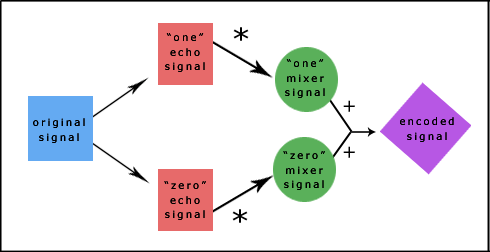 original
signal
"one"
echo
signal
*
"one"
mixer
signal
+
"zero"
echo
signal
*
"zero"
mixer
signal
+
encoded
signal